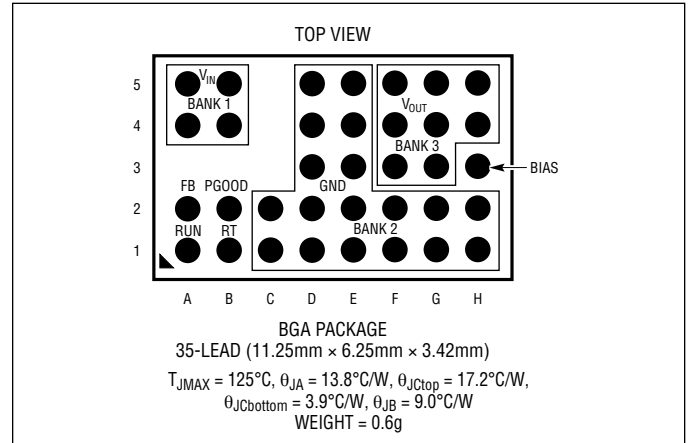 TOP VIEW
5
VIN
BANK 1
VOUT
4
BANK 3
3
BIAS
FB PGOOD
GND
2
RUN RT
BANK 2
1
A B C D E F G H
BGA PACKAGE
35-LEAD (11.25mm × 6.25mm × 3.42mm)
TJMAX = 125°C, θJA = 13.8°C/W, θJCtop = 17.2°C/W,
θJCbottom = 3.9°C/W, θJB = 9.0°C/W
WEIGHT = 0.6g